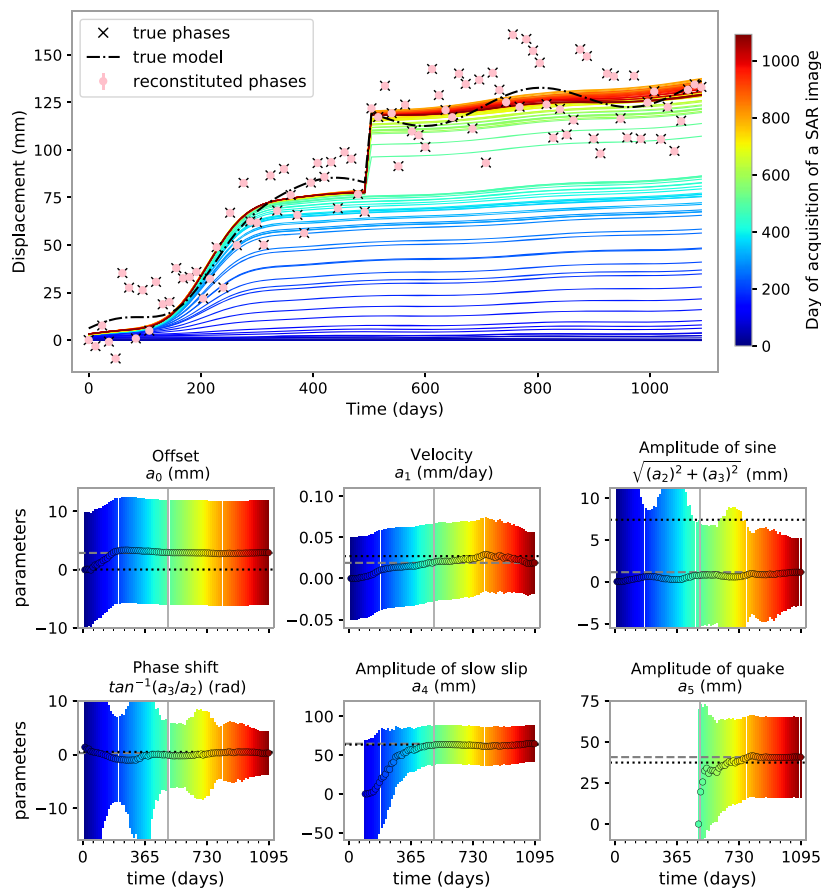 true phases
true model
reconstituted phases
Displacement (mm)
150
125
100
75
50
25
0
0
200
400
600
800
1000
Time (days)
1000
800
600
400
200
0
Day of acquisition of a SAR image
Offset
a₀ (mm)
parameters
10
0
−10
Velocity
a₁ (mm/day)
0.10
0.05
0.00
−0.05
Amplitude of sine
√(a₂)² + (a₃)² (mm)
10
5
0
−5
Phase shift
tan⁻¹(a₃/a₂) (rad)
parameters
10
0
−10
0
365
730
1095
time (days)
Amplitude of slow slip
a₄ (mm)
100
50
0
−50
0
365
730
1095
time (days)
Amplitude of quake
a₅ (mm)
75
50
25
0
0
365
730
1095
time (days)